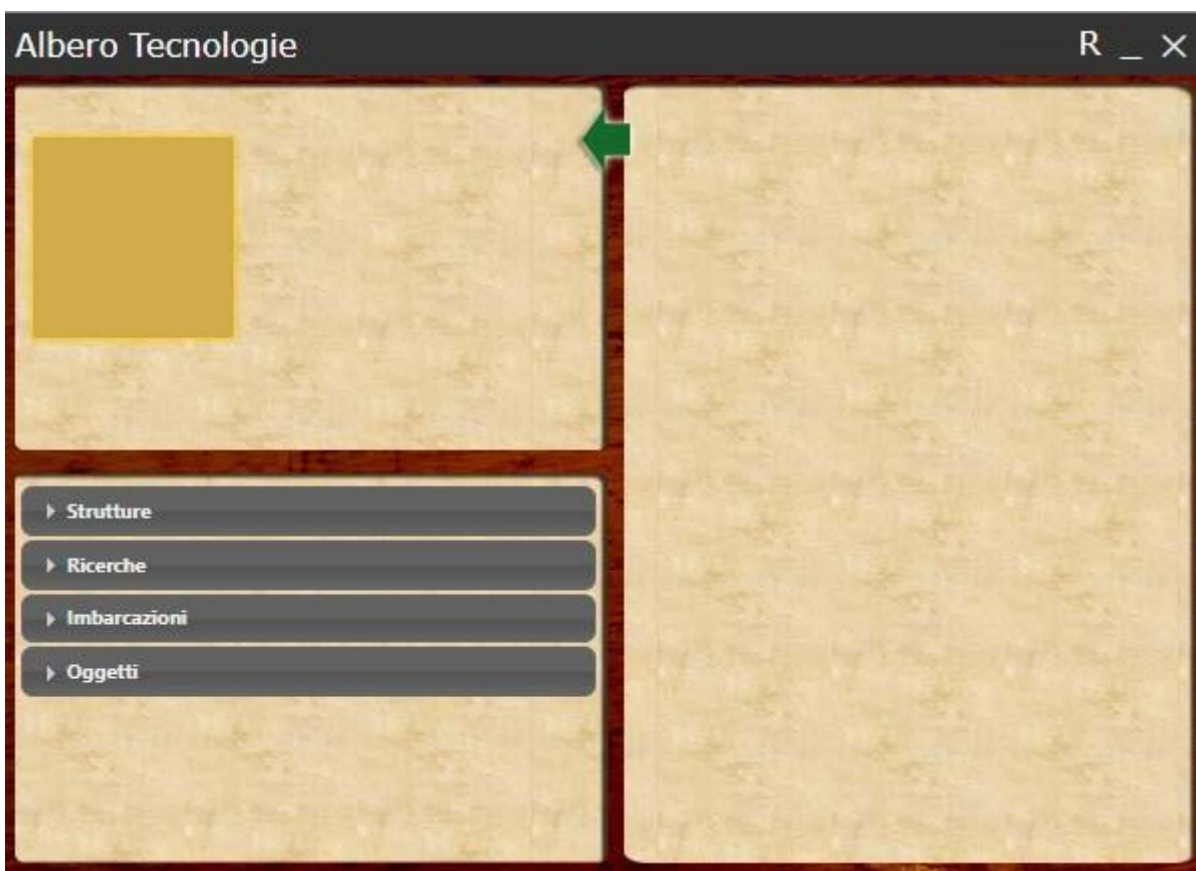 Albero Tecnologie
R _ ×
Strutture
Ricerche
Imbarcazioni
Oggetti